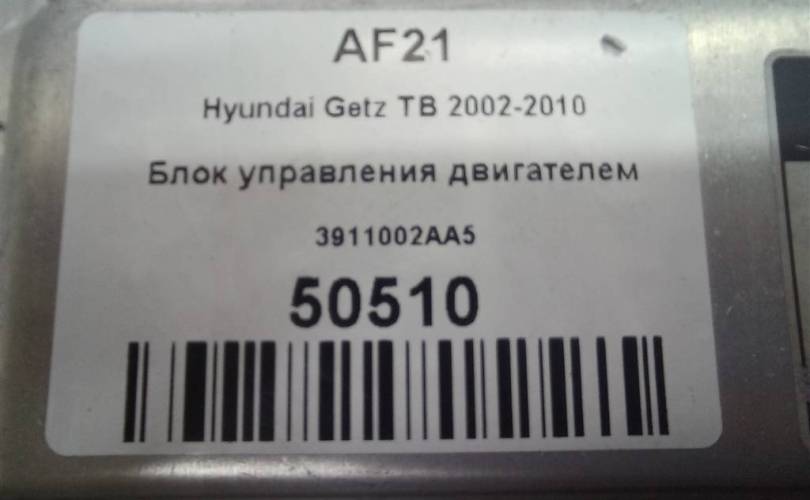 AF21
Hyundai Getz TB 2002-2010
Блок управления двигателем
3911002AA5
50510